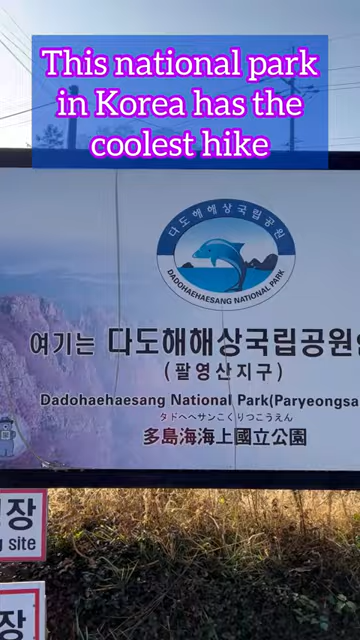 This national park
in Korea has the
coolest hike
다도해해상국립공원
DADOHAEHAESANG NATIONAL PARK
여기는 다도해해상국립공원
(팔영산지구)
Dadohaehaesang National Park(Paryeongsa
タドヘヘサンこくりつこうえん
多島海海上國立公園
장
site
장